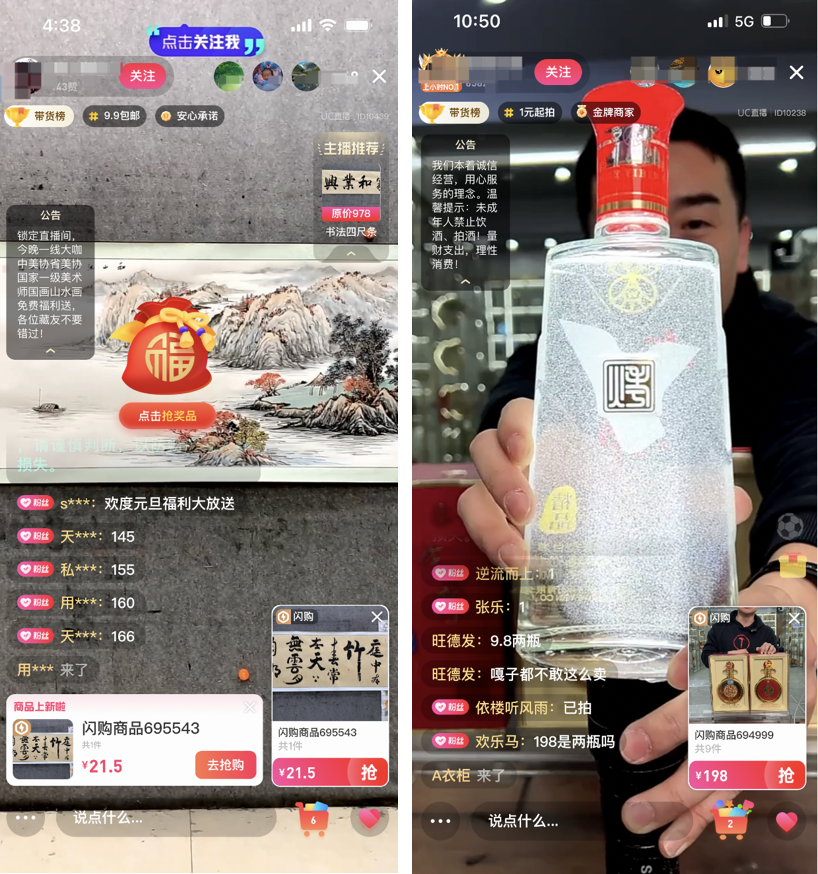 4:38
点击关注我
.43赞
关注
带货榜
9.9包邮
安心承诺
UC直播 · ID10439
主播推荐
興業和家
原价978
书法四尺条
公告
锁定直播间，
今晚一线大咖
中美协省美协
国家一级美术
师国画山水画
免费福利送，
各位藏友不要
错过！
福
点击抢奖品
，请谨慎判断，
损失。
粉丝 s***： 欢度元旦福利大放送
粉丝 天***： 145
粉丝 私***： 155
粉丝 用***： 160
粉丝 天***： 166
用*** 来了
闪购
闪购商品695543
共1件
¥21.5
抢
商品上新啦
闪购商品695543
共1件
¥21.5
去抢购
说点什么...
6
10:50
5G
上小时NO.1
关注
带货榜
1元起拍
金牌商家
UC直播 · ID10238
公告
我们本着诚信
经营，用心服
务的理念。温
馨提示：未成
年人禁止饮
酒、拍酒！量
财支出，理性
消费！
粉丝 逆流而上： 1
粉丝 张乐： 1
旺德发： 9.8两瓶
旺德发： 嘎子都不敢这么卖
粉丝 依楼听风雨： 已拍
粉丝 欢乐马： 198是两瓶吗
A衣柜 来了
闪购
闪购商品694999
共9件
¥198
抢
说点什么...
2